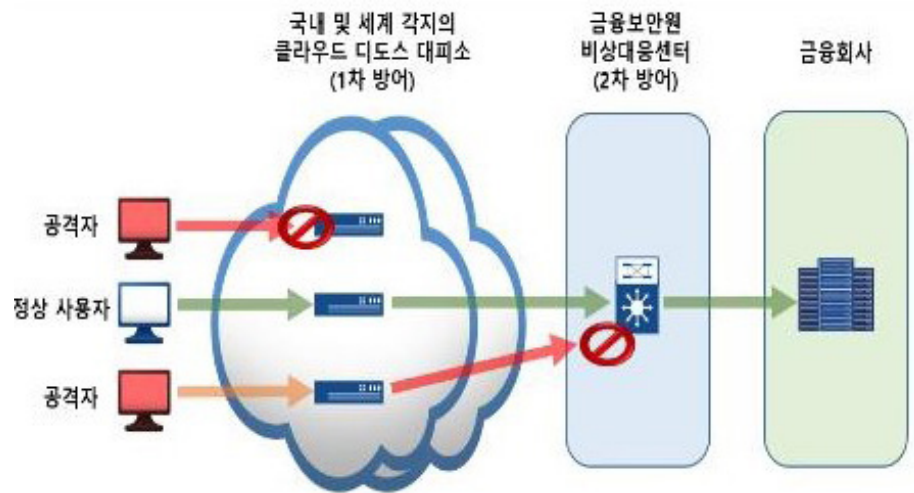 국내 및 세계 각지의
클라우드 디도스 대피소
(1차 방어)
금융보안원
비상대응센터
(2차 방어)
금융회사
공격자
정상 사용자
공격자